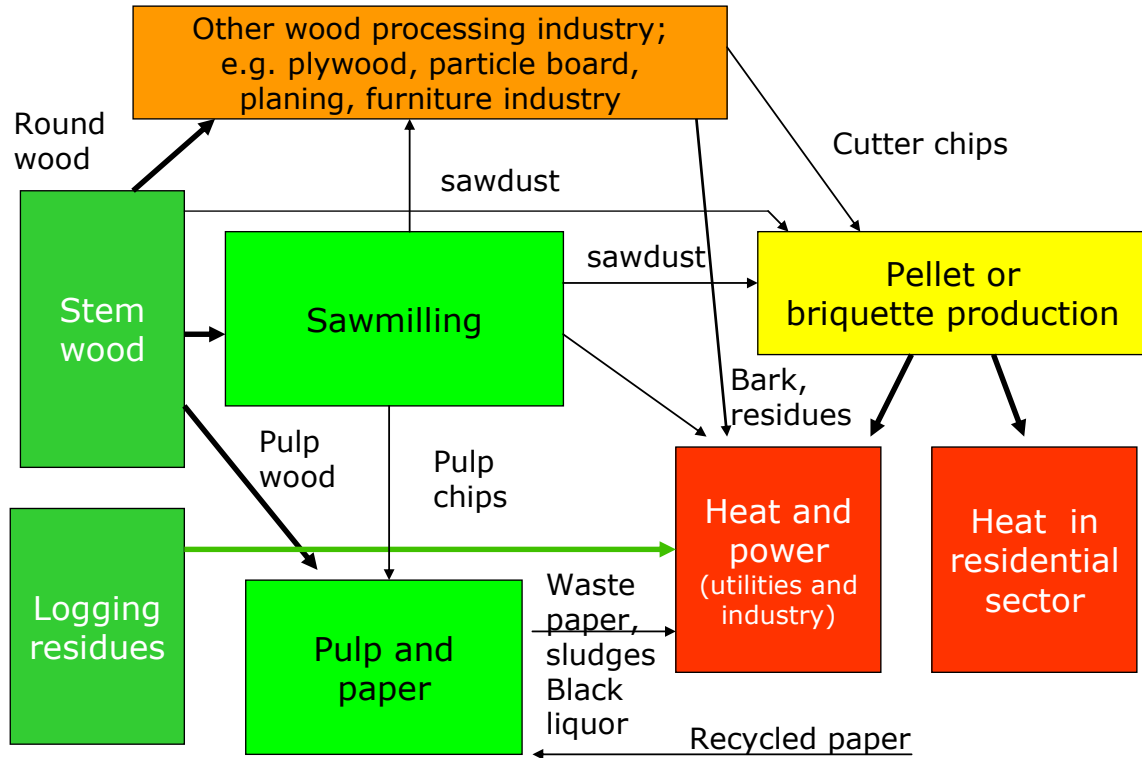 Other wood processing industry;
e.g. plywood, particle board,
planing, furniture industry
Round
wood
Cutter chips
sawdust
sawdust
Stem
wood
Sawmilling
Pellet or
briquette production
Bark,
residues
Pulp
wood
Pulp
chips
Heat and
power
(utilities and
industry)
Heat in
residential
sector
Logging
residues
Pulp and
paper
Waste
paper,
sludges
Black
liquor
Recycled paper